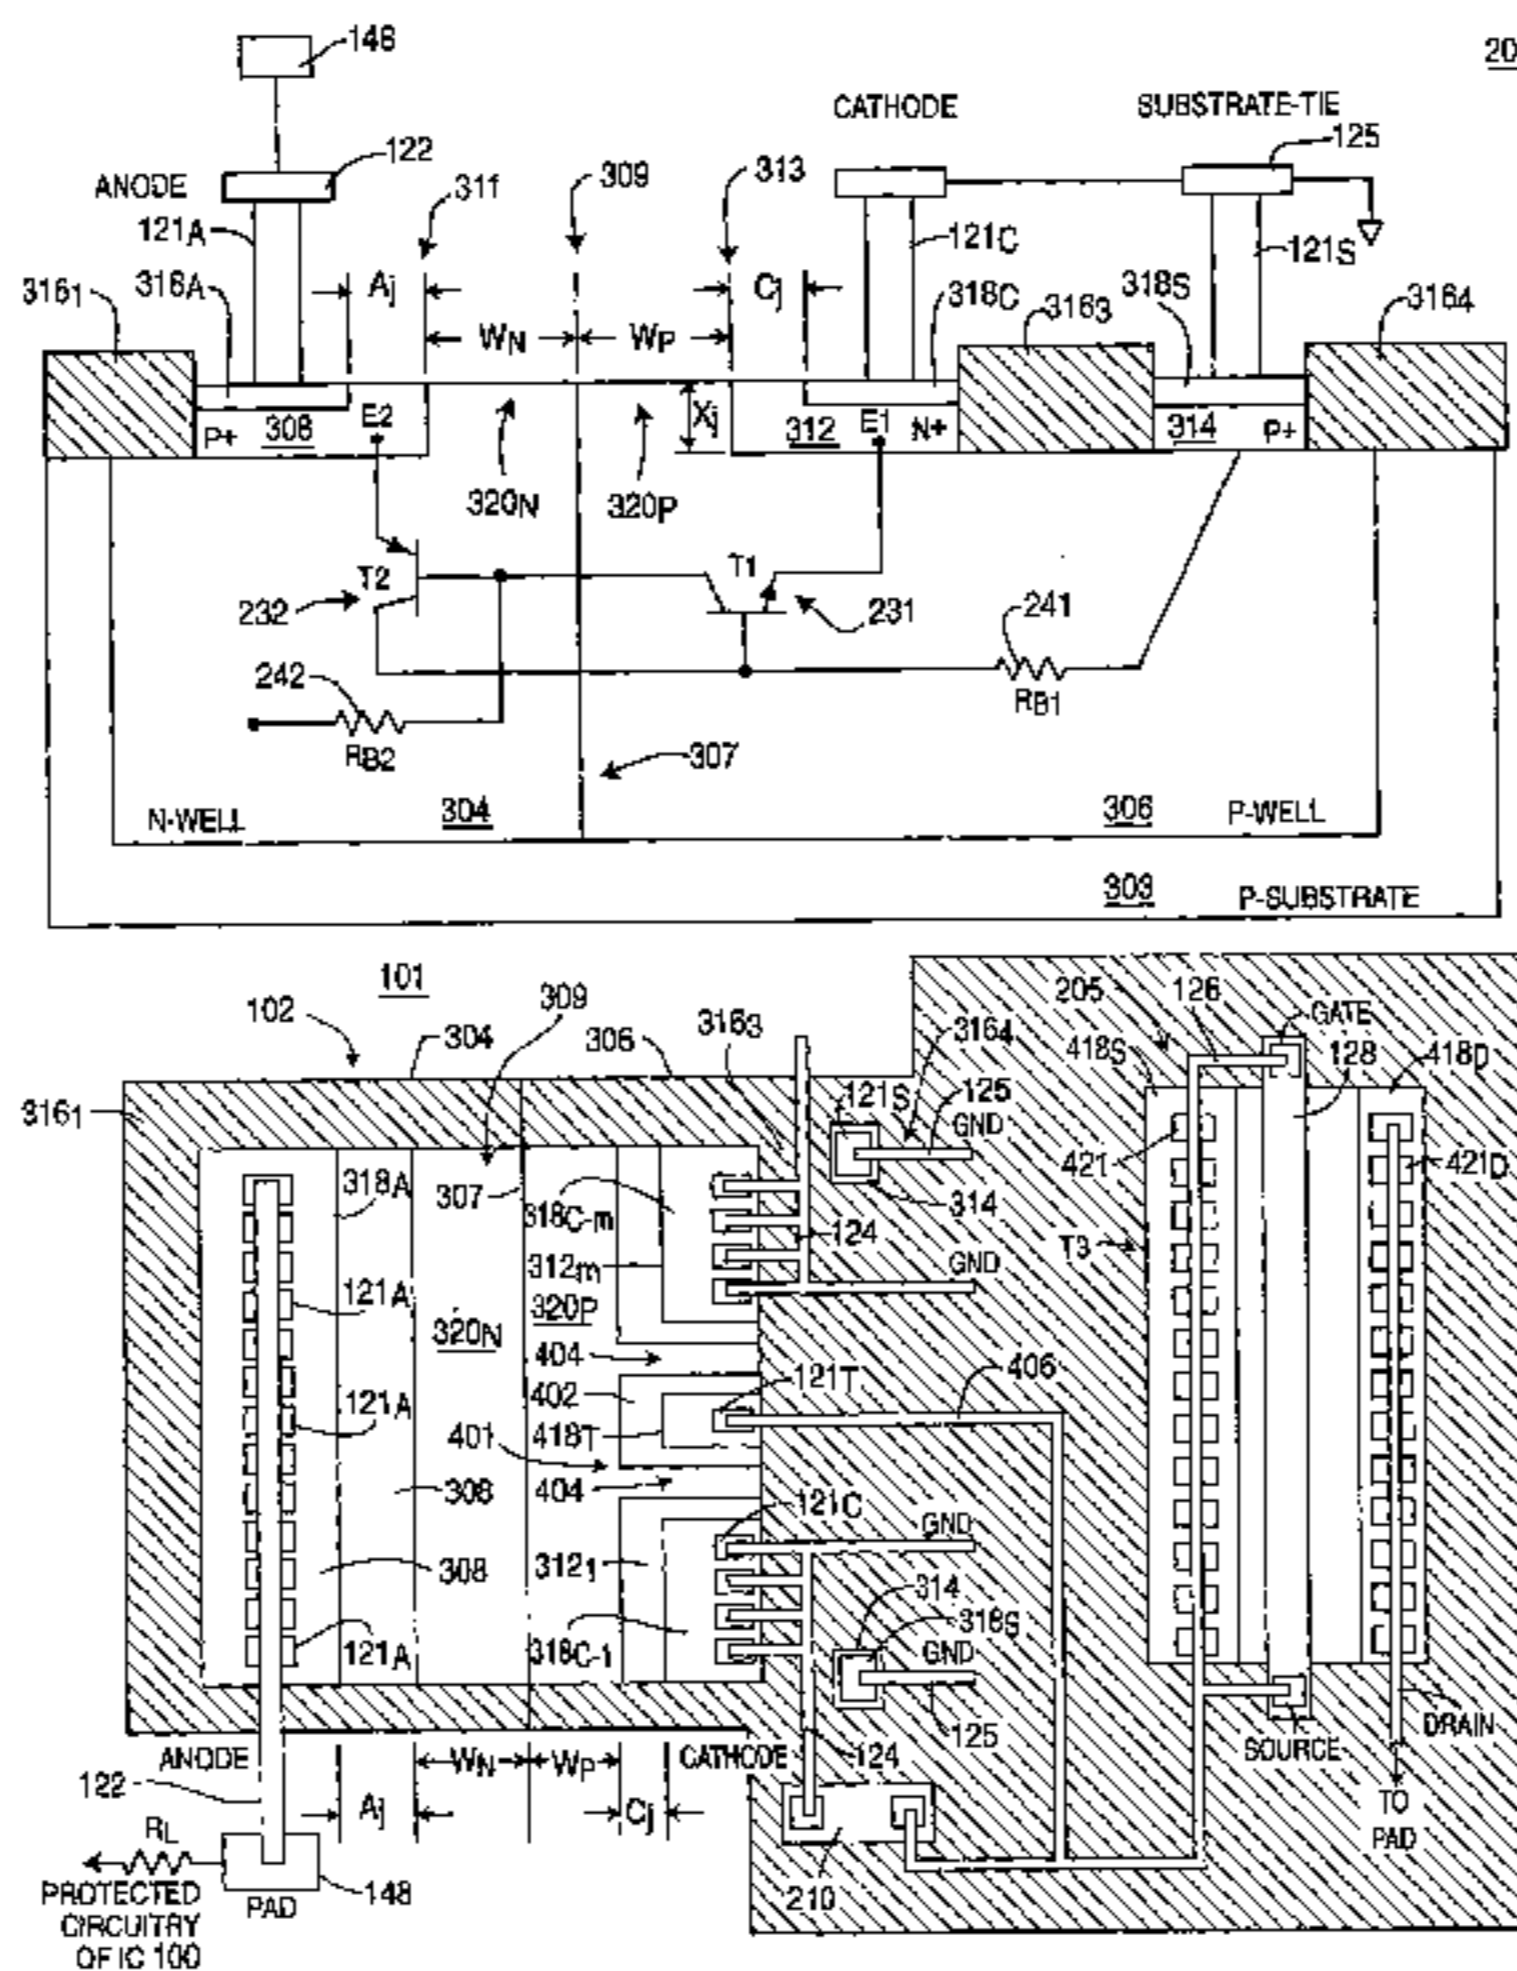 148
20
CATHODE
SUBSTRATE-TIE
125
122
ANODE
311
309
313
121A
121C
121S
316₁
318A
Aj
Cj
318C
316₃
318S
316₄
WN
WP
P+
308
E2
Xj
312
E1
N+
314
P+
320N
320P
T2
T1
232
231
241
242
RB1
RB2
307
N-WELL
304
306
P-WELL
303
P-SUBSTRATE
101
102
304
309
306
316₃
205
126
GATE
316₄
418S
128
418D
316₁
121S
125
GND
318A
307
318C-m
421
421D
314
124
T3
312m
GND
121A
320P
320N
404
121T
406
402
121A
401
418T
308
404
121C
GND
308
312₁
314
318S
121A
318C-1
GND
ANODE
WN
WP
CATHODE
124
125
SOURCE
DRAIN
122
Aj
Cj
TO
PAD
RL
148
210
PROTECTED
CIRCUITRY
OF IC 100
PAD